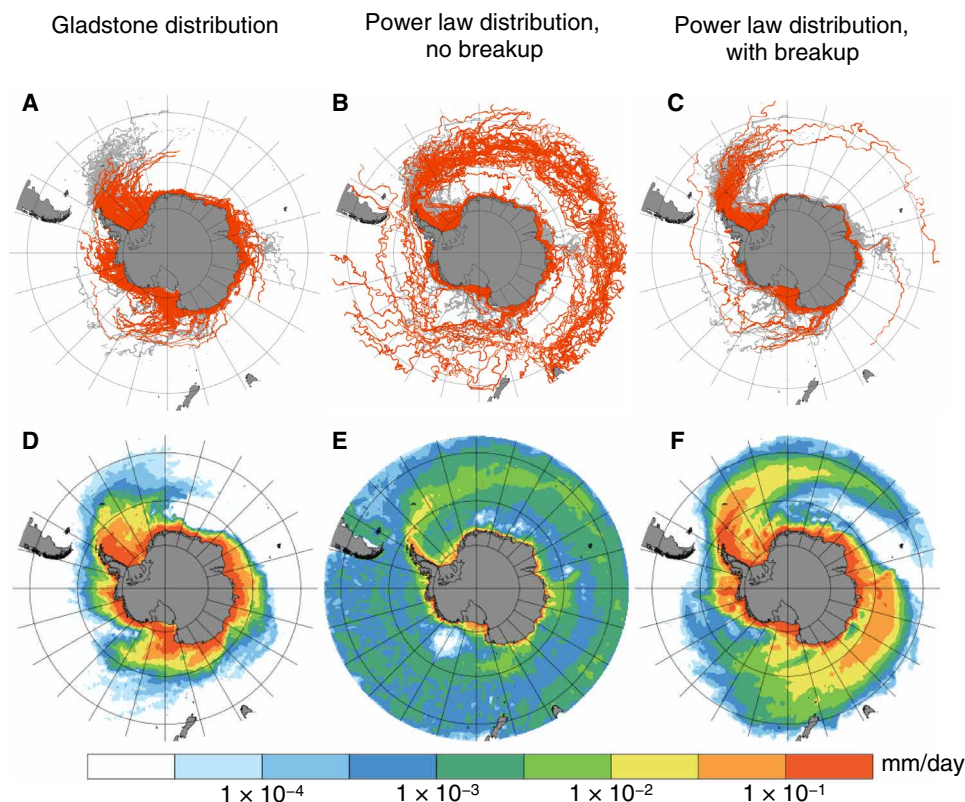 Gladstone distribution
Power law distribution,
no breakup
Power law distribution,
with breakup
A
B
C
D
E
F
mm/day
1 × 10⁻⁴
1 × 10⁻³
1 × 10⁻²
1 × 10⁻¹